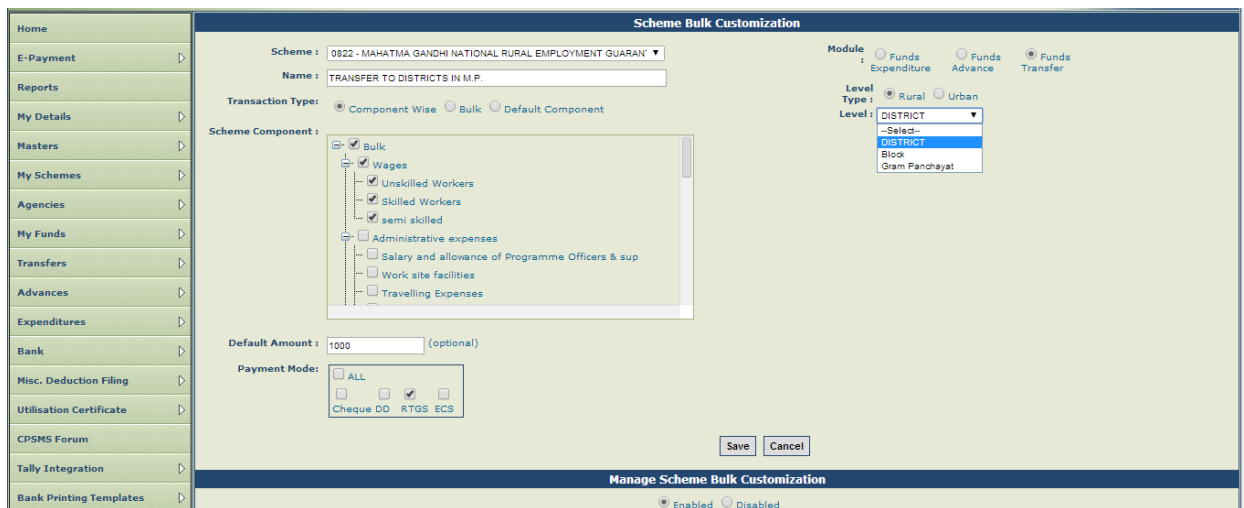 Home
E-Payment
Reports
My Details
Masters
My Schemes
Agencies
My Funds
Transfers
Advances
Expenditures
Bank
Misc. Deduction Filing
Utilisation Certificate
CPSMS Forum
Tally Integration
Bank Printing Templates
Scheme Bulk Customization
Scheme : 0822 - MAHATMA GANDHI NATIONAL RURAL EMPLOYMENT GUARAN
Name : TRANSFER TO DISTRICTS IN M.P.
Transaction Type: Component Wise Bulk Default Component
Scheme Component :
Bulk
Wages
Unskilled Workers
Skilled Workers
semi skilled
Administrative expenses
Salary and allowance of Programme Officers & sup
Work site facilities
Travelling Expenses
Default Amount : 1000 (optional)
Payment Mode:
ALL
Cheque DD RTGS ECS
Module : Funds Expenditure Funds Advance Funds Transfer
Level Type : Rural Urban
Level : DISTRICT
--Select--
DISTRICT
Block
Gram Panchayat
Save Cancel
Manage Scheme Bulk Customization
Enabled Disabled